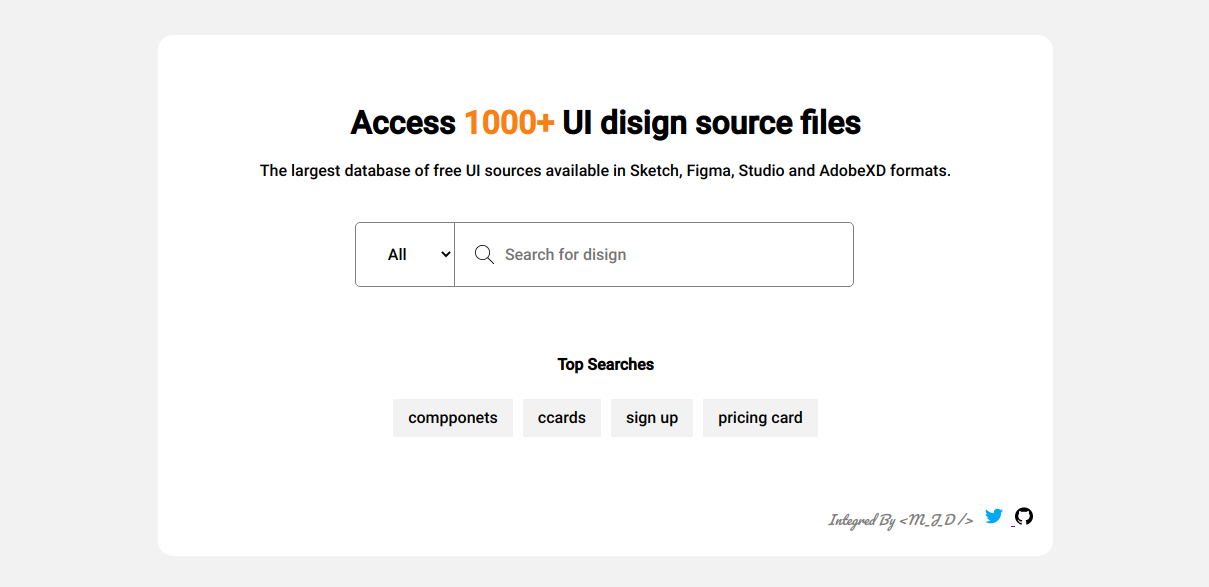 Access 1000+ UI disign source files
The largest database of free UI sources available in Sketch, Figma, Studio and AdobeXD formats.
All Search for disign
Top Searches
compponets ccards sign up pricing card
Integred By <M_J_D />